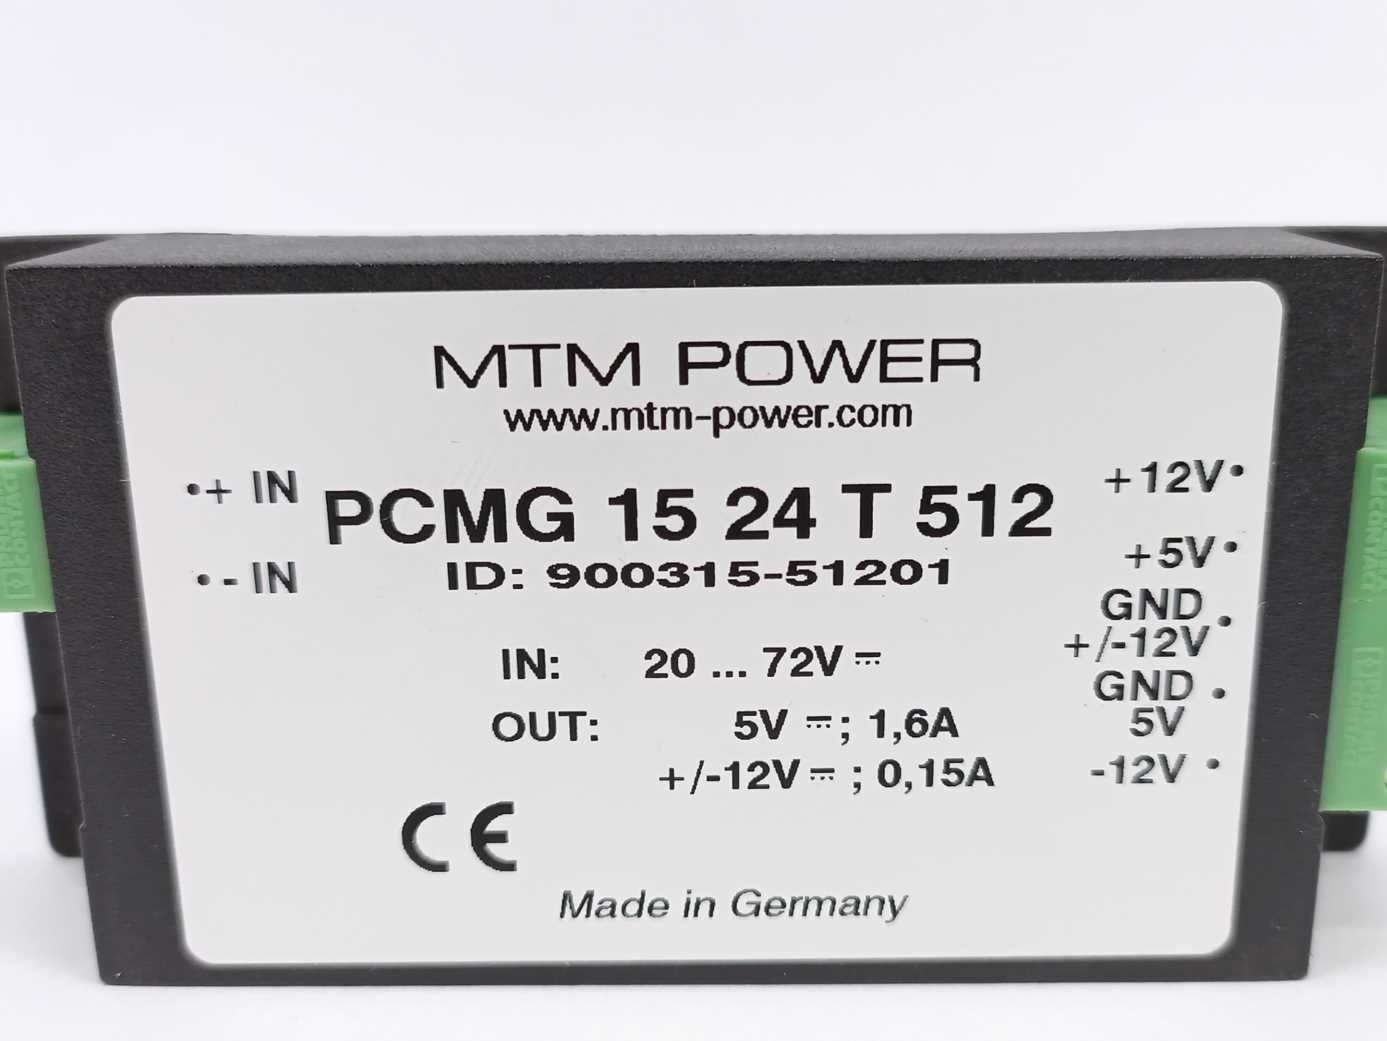 MTM POWER
www.mtm-power.com
•+ IN
PCMG 15 24 T 512
+12V•
•- IN
ID: 900315-51201
+5V•
GND
+/-12V •
IN: 20 ... 72V ⎓
GND •
5V
OUT: 5V ⎓; 1,6A
+/-12V ⎓; 0,15A
-12V •
CE
Made in Germany